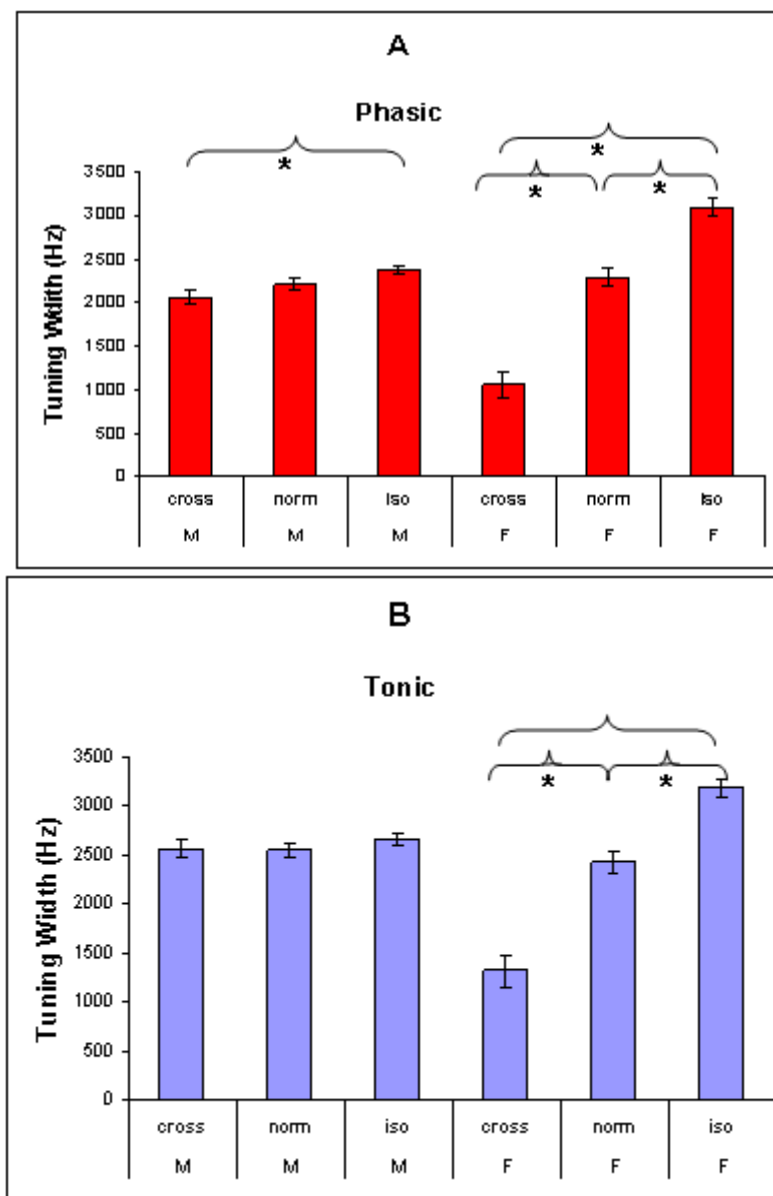 A
Phasic
*
*
* *
3500
3000
2500
2000
1500
1000
500
0
Tuning Wdith (Hz)
cross norm Iso cross norm Iso
M M M F F F
B
Tonic
* *
3500
3000
2500
2000
1500
1000
500
0
Tuning Width (Hz)
cross norm iso cross norm iso
M M M F F F